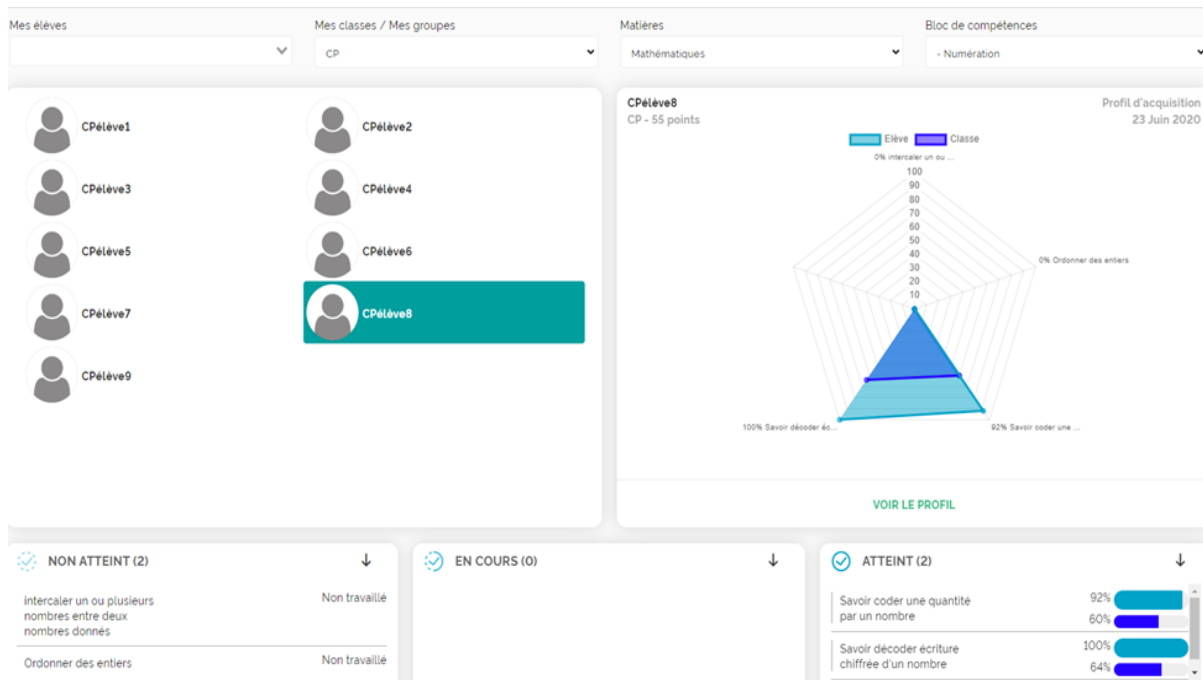 Mes élèves
Mes classes / Mes groupes
Matières
Bloc de compétences
CP
Mathématiques
- Numération
CPélève1
CPélève2
CPélève3
CPélève4
CPélève5
CPélève6
CPélève7
CPélève8
CPélève9
CPélève8
Profil d'acquisition
CP - 55 points
23 Juin 2020
Elève
Classe
0% intercaler un ou ...
100
90
80
70
60
50
40
30
20
10
0% Ordonner des entiers
100% Savoir décoder éc...
92% Savoir coder une ...
VOIR LE PROFIL
NON ATTEINT (2)
intercaler un ou plusieurs
nombres entre deux
nombres donnés
Non travaillé
Ordonner des entiers
Non travaillé
EN COURS (0)
ATTEINT (2)
Savoir coder une quantité
par un nombre
92%
60%
Savoir décoder écriture
chiffrée d'un nombre
100%
64%